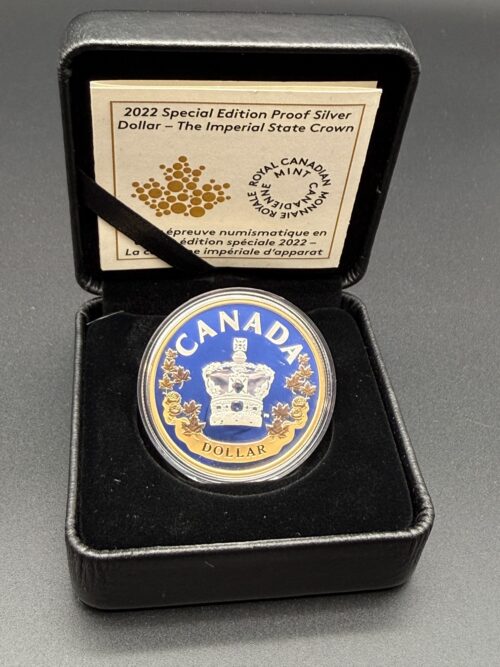 2022 Special Edition Proof Silver
Dollar – The Imperial State Crown
ROYAL CANADIAN MINT
MONNAIE ROYALE CANADIENNE
épreuve numismatique en
édition spéciale 2022 –
La impériale d'apparat
CANADA
DOLLAR